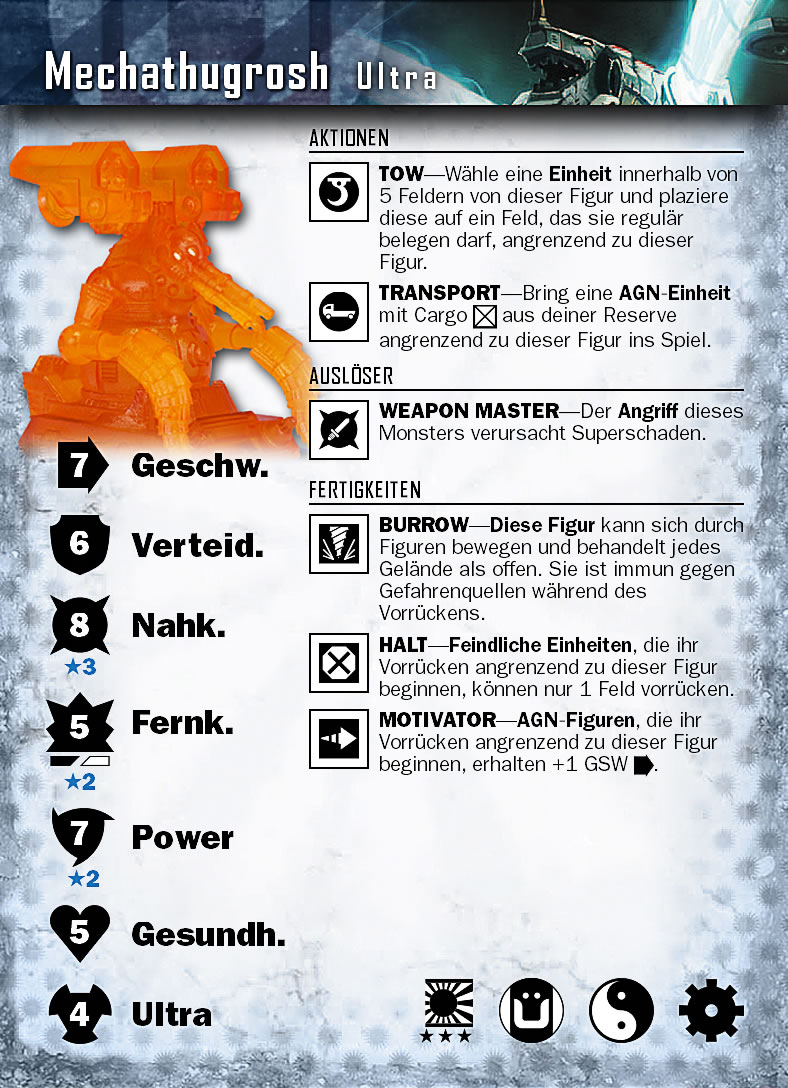 Mechathugrosh Ultra
AKTIONEN
TOW—Wähle eine Einheit innerhalb von
5 Feldern von dieser Figur und plaziere
diese auf ein Feld, das sie regulär
belegen darf, angrenzend zu dieser
Figur.
TRANSPORT—Bring eine AGN-Einheit
mit Cargo aus deiner Reserve
angrenzend zu dieser Figur ins Spiel.
AUSLÖSER
WEAPON MASTER—Der Angriff dieses
Monsters verursacht Superschaden.
FERTIGKEITEN
BURROW—Diese Figur kann sich durch
Figuren bewegen und behandelt jedes
Gelände als offen. Sie ist immun gegen
Gefahrenquellen während des
Vorrückens.
HALT—Feindliche Einheiten, die ihr
Vorrücken angrenzend zu dieser Figur
beginnen, können nur 1 Feld vorrücken.
MOTIVATOR—AGN-Figuren, die ihr
Vorrücken angrenzend zu dieser Figur
beginnen, erhalten +1 GSW .
7 Geschw.
6 Verteid.
8 Nahk.
★3
5 Fernk.
★2
7 Power
★2
5 Gesundh.
4 Ultra
★★★